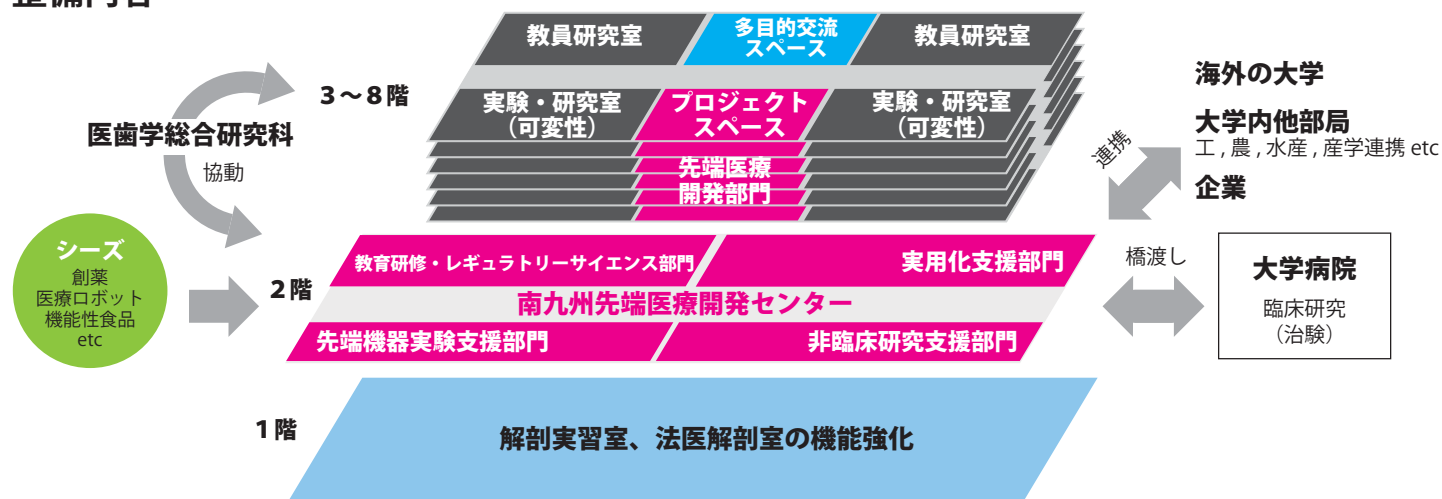 整備内容
教員研究室
多目的交流
スペース
教員研究室
3～8階
実験・研究室
（可変性）
プロジェクト
スペース
実験・研究室
（可変性）
先端医療
開発部門
医歯学総合研究科
協動
連携
海外の大学
大学内他部局
工 , 農 , 水産 , 産学連携 etc
企業
シーズ
創薬
医療ロボット
機能性食品
etc
2階
教育研修・レギュラトリーサイエンス部門
実用化支援部門
南九州先端医療開発センター
先端機器実験支援部門
非臨床研究支援部門
橋渡し
大学病院
臨床研究
（治験）
1階
解剖実習室、法医解剖室の機能強化